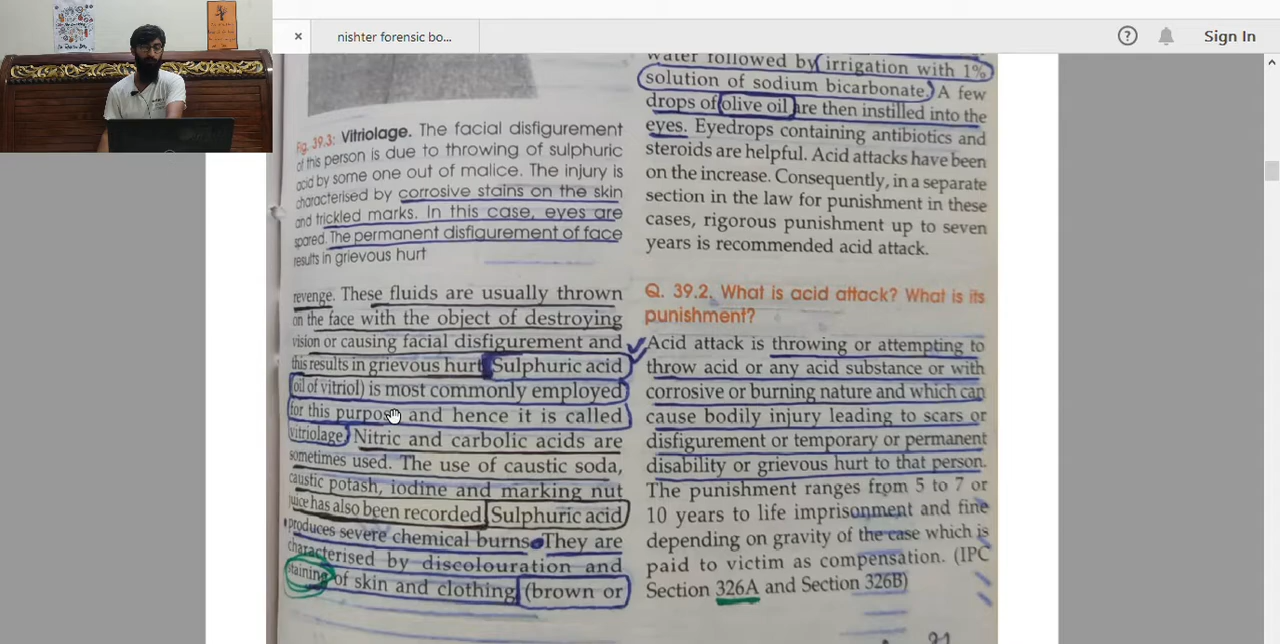 × nishter forensic bo... Sign In
Fig. 39.3: Vitriolage. The facial disfigurement
of this person is due to throwing of sulphuric
acid by some one out of malice. The injury is
characterised by corrosive stains on the skin
and trickled marks. In this case, eyes are
spared. The permanent disfigurement of face
results in grievous hurt
revenge. These fluids are usually thrown
on the face with the object of destroying
vision or causing facial disfigurement and
this results in grievous hurt Sulphuric acid
(oil of vitriol) is most commonly employed
for this purpose and hence it is called
vitriolage. Nitric and carbolic acids are
sometimes used. The use of caustic soda,
caustic potash, iodine and marking nut
juice has also been recorded. Sulphuric acid
produces severe chemical burns. They are
characterised by discolouration and
staining of skin and clothing (brown or
water followed by irrigation with 1%
solution of sodium bicarbonate. A few
drops of olive oil are then instilled into the
eyes. Eyedrops containing antibiotics and
steroids are helpful. Acid attacks have been
on the increase. Consequently, in a separate
section in the law for punishment in these
cases, rigorous punishment up to seven
years is recommended acid attack.
Q. 39.2. What is acid attack? What is its
punishment?
Acid attack is throwing or attempting to
throw acid or any acid substance or with
corrosive or burning nature and which can
cause bodily injury leading to scars or
disfigurement or temporary or permanent
disability or grievous hurt to that person.
The punishment ranges from 5 to 7 or
10 years to life imprisonment and fine
depending on gravity of the case which is
paid to victim as compensation. (IPC
Section 326A and Section 326B)